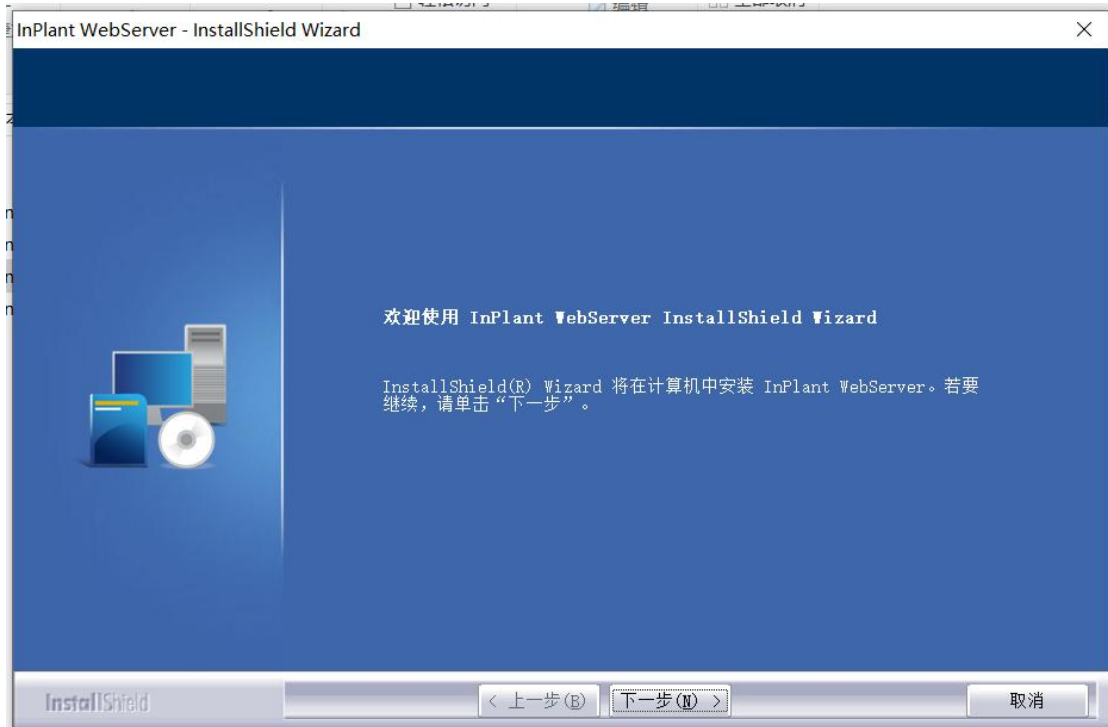 InPlant WebServer - InstallShield Wizard
欢迎使用 InPlant WebServer InstallShield Wizard
InstallShield(R) Wizard 将在计算机中安装 InPlant WebServer。若要
继续，请单击“下一步”。
InstallShield
< 上一步(B)
下一步(N) >
取消